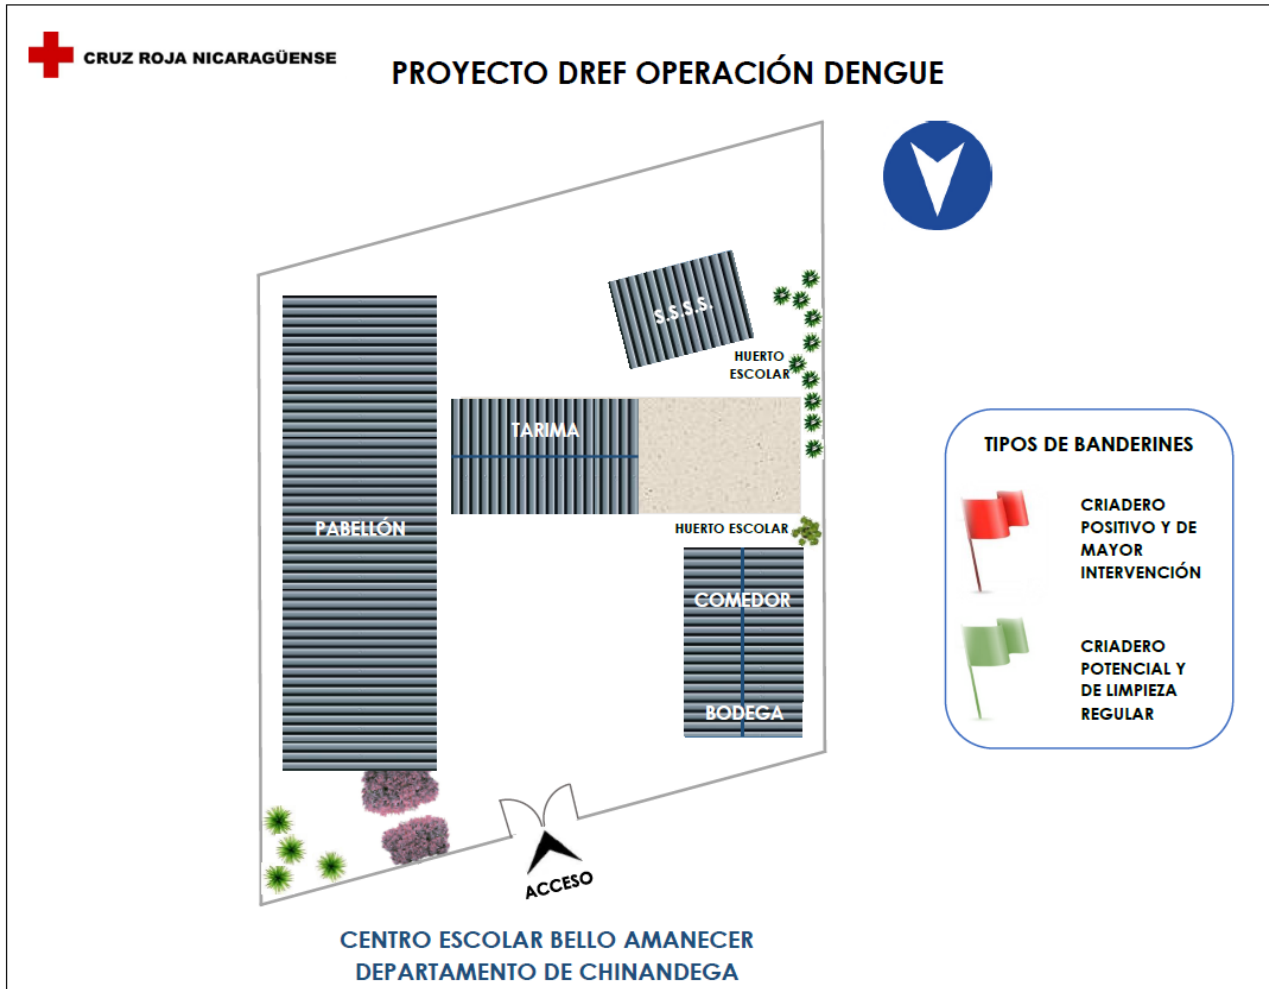 CRUZ ROJA NICARAGÜENSE
PROYECTO DREF OPERACIÓN DENGUE
S.S.S.S.
HUERTO
ESCOLAR
TARIMA
PABELLÓN
HUERTO ESCOLAR
COMEDOR
BODEGA
ACCESO
TIPOS DE BANDERINES
CRIADERO
POSITIVO Y DE
MAYOR
INTERVENCIÓN
CRIADERO
POTENCIAL Y
DE LIMPIEZA
REGULAR
CENTRO ESCOLAR BELLO AMANECER
DEPARTAMENTO DE CHINANDEGA